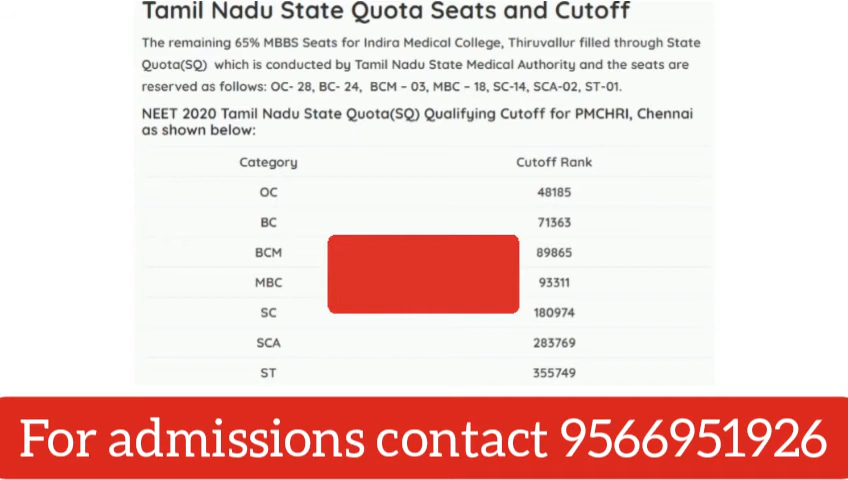 Tamil Nadu State Quota Seats and Cutoff
The remaining 65% MBBS Seats for Indira Medical College, Thiruvallur filled through State
Quota(SQ) which is conducted by Tamil Nadu State Medical Authority and the seats are
reserved as follows: OC- 28, BC- 24, BCM – 03, MBC – 18, SC-14, SCA-02, ST-01.
NEET 2020 Tamil Nadu State Quota(SQ) Qualifying Cutoff for PMCHRI, Chennai
as shown below:
Category Cutoff Rank
OC 48185
BC 71363
BCM 89865
MBC 93311
SC 180974
SCA 283769
ST 355749
For admissions contact 9566951926